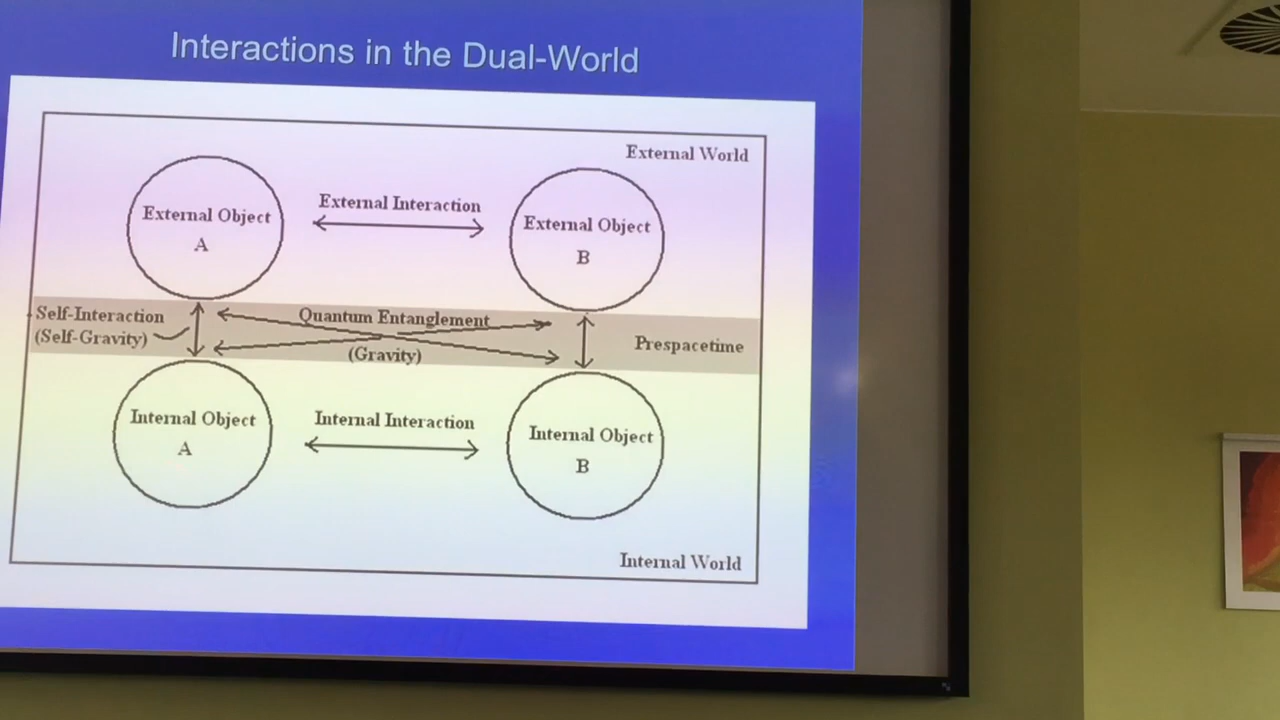 Interactions in the Dual-World
External World
External Object
A
External Interaction
External Object
B
Self-Interaction
(Self-Gravity)
Quantum Entanglement
(Gravity)
Prespacetime
Internal Object
A
Internal Interaction
Internal Object
B
Internal World